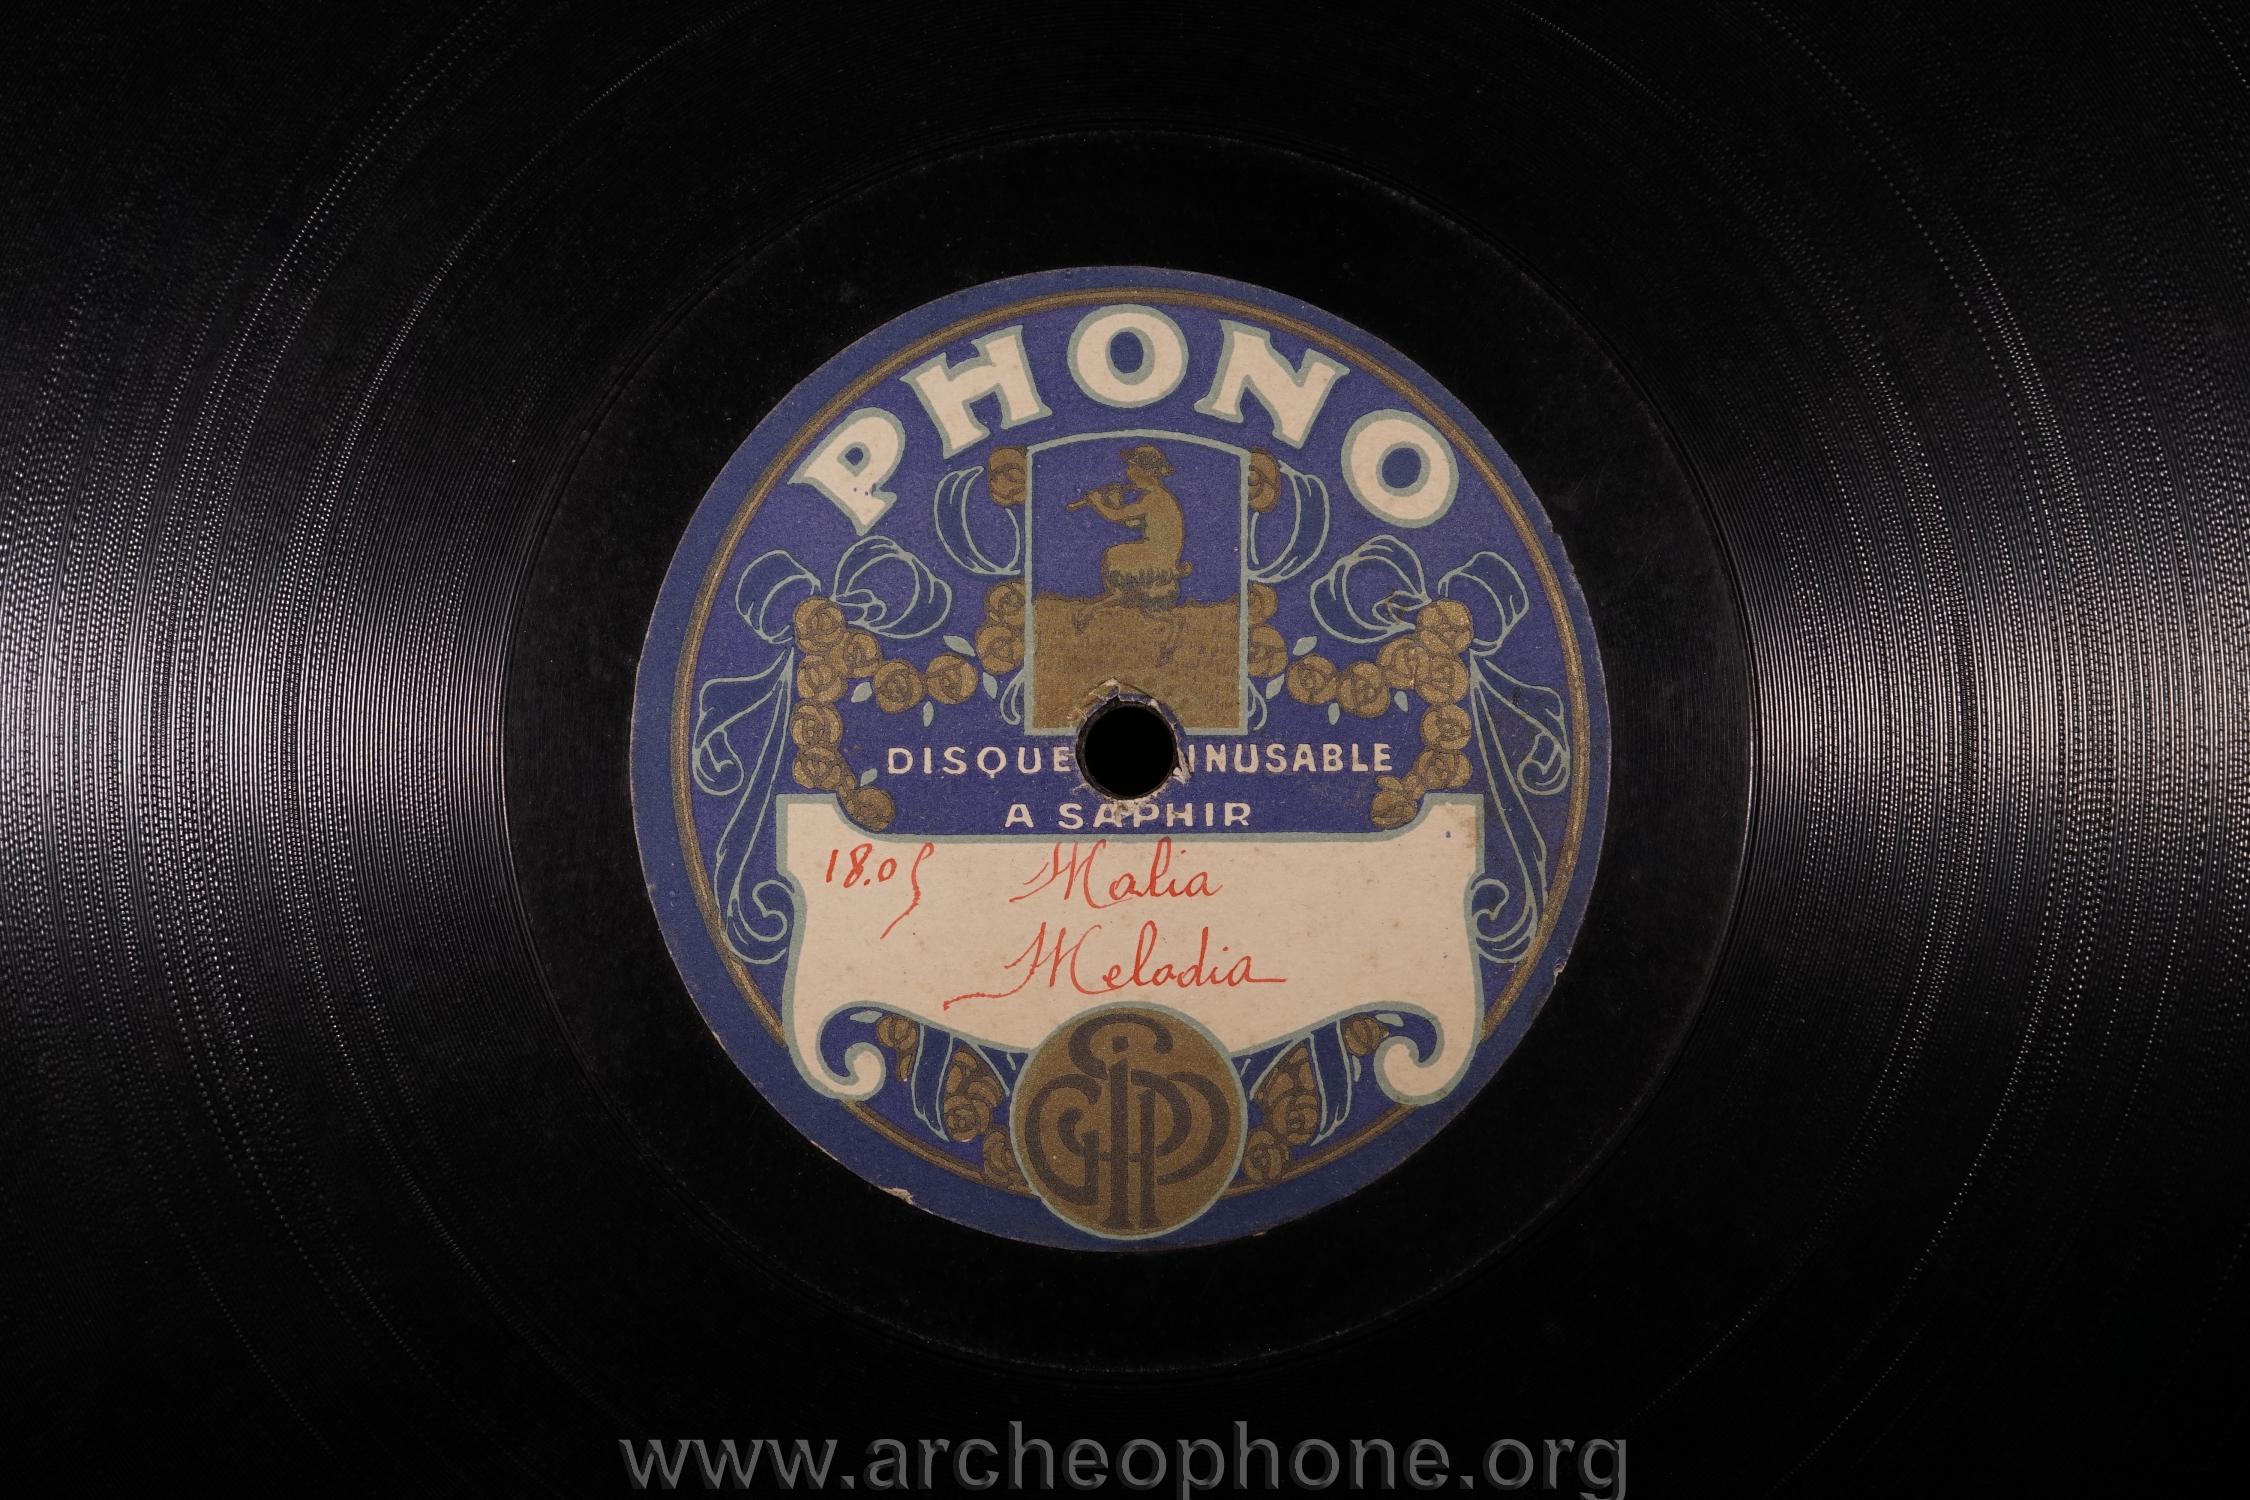 PHONO
DISQUE INUSABLE
A SAPHIR
18.05 Malia
Melodia
www.archeophone.org